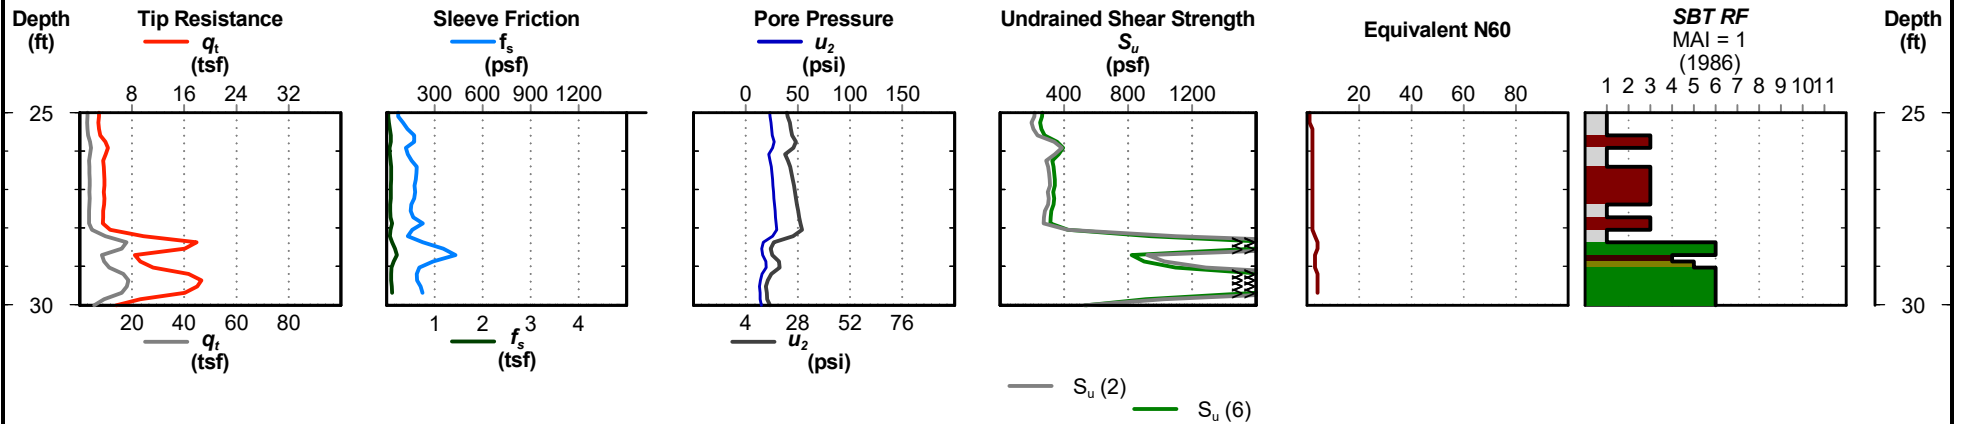 Depth
(ft)
Tip Resistance
qt
(tsf)
8 16 24 32
Sleeve Friction
fs
(psf)
300 600 900 1200
Pore Pressure
u2
(psi)
0 50 100 150
Undrained Shear Strength
Su
(psf)
400 800 1200
Equivalent N60
20 40 60 80
SBT RF
MAI = 1
(1986)
1 2 3 4 5 6 7 8 9 10 11
Depth
(ft)
25
30
25
30
20 40 60 80
qt
(tsf)
1 2 3 4
fs
(tsf)
4 28 52 76
u2
(psi)
Su (2)
Su (6)